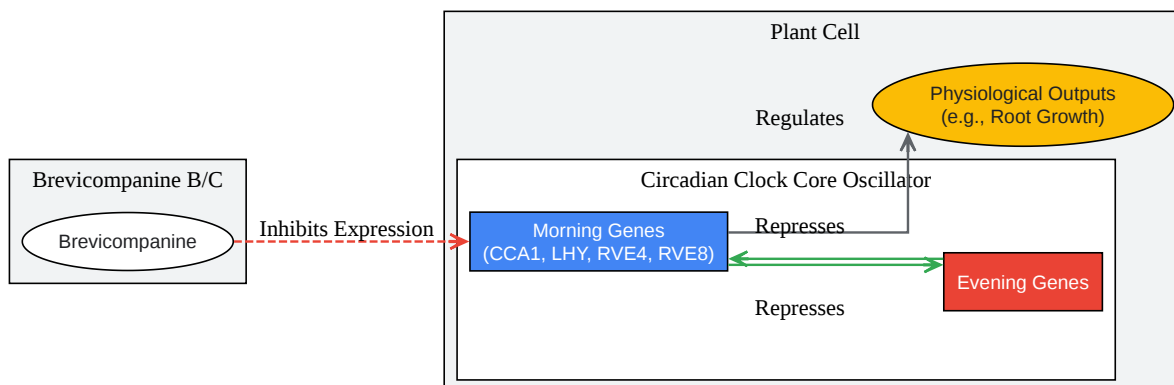 Plant Cell
Physiological Outputs
(e.g., Root Growth)
Regulates
Brevicompanine B/C
Circadian Clock Core Oscillator
Brevicompanine
Inhibits Expression
Morning Genes
(CCA1, LHY, RVE4, RVE8)
Represses
Evening Genes
Represses